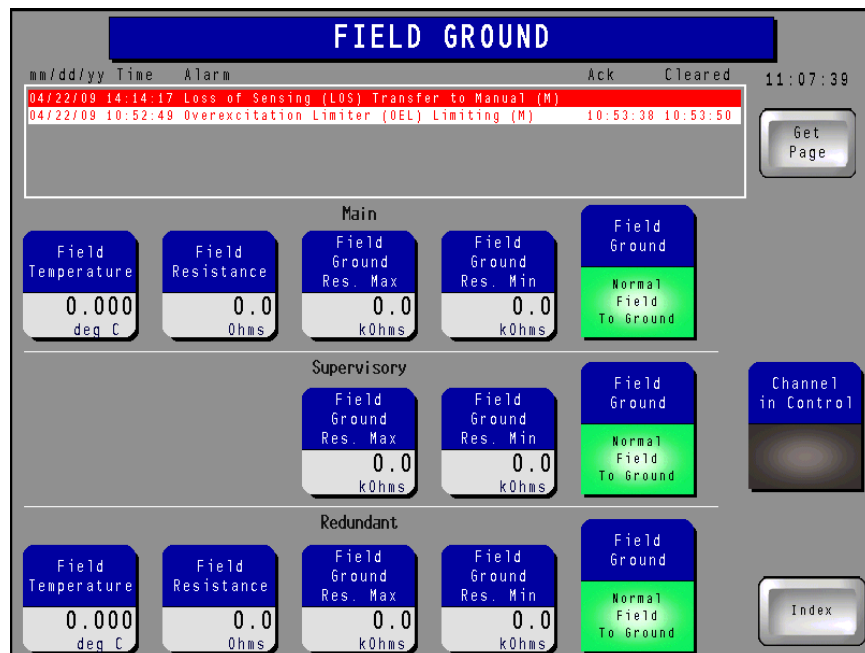 FIELD GROUND
mm/dd/yy Time Alarm Ack Cleared
11:07:39
04/22/09 14:14:17 Loss of Sensing (LOS) Transfer to Manual (M)
04/22/09 10:52:49 Overexcitation Limiter (OEL) Limiting (M) 10:53:38 10:53:50
Get
Page
Main
Field
Temperature
0.000
deg C
Field
Resistance
0.0
Ohms
Field
Ground
Res. Max
0.0
kOhms
Field
Ground
Res. Min
0.0
kOhms
Field
Ground
Normal
Field
To Ground
Supervisory
Field
Ground
Res. Max
0.0
kOhms
Field
Ground
Res. Min
0.0
kOhms
Field
Ground
Normal
Field
To Ground
Channel
in Control
Redundant
Field
Temperature
0.000
deg C
Field
Resistance
0.0
Ohms
Field
Ground
Res. Max
0.0
kOhms
Field
Ground
Res. Min
0.0
kOhms
Field
Ground
Normal
Field
To Ground
Index